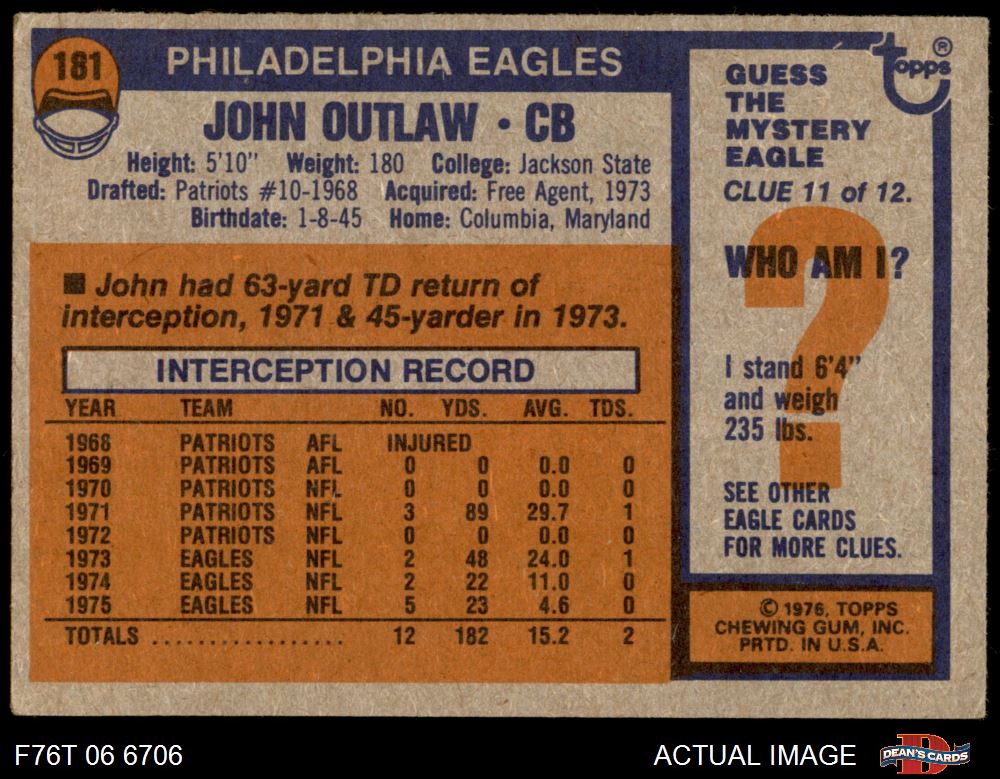 181
PHILADELPHIA EAGLES
JOHN OUTLAW • CB
Height: 5'10" Weight: 180 College: Jackson State
Drafted: Patriots #10-1968 Acquired: Free Agent, 1973
Birthdate: 1-8-45 Home: Columbia, Maryland
■ John had 63-yard TD return of
interception, 1971 & 45-yarder in 1973.
INTERCEPTION RECORD
YEAR TEAM NO. YDS. AVG. TDS.
1968 PATRIOTS AFL INJURED
1969 PATRIOTS AFL 0 0 0.0 0
1970 PATRIOTS NFL 0 0 0.0 0
1971 PATRIOTS NFL 3 89 29.7 1
1972 PATRIOTS NFL 0 0 0.0 0
1973 EAGLES NFL 2 48 24.0 1
1974 EAGLES NFL 2 22 11.0 0
1975 EAGLES NFL 5 23 4.6 0
TOTALS .................. 12 182 15.2 2
topps ®
GUESS
THE
MYSTERY
EAGLE
CLUE 11 of 12.
WHO AM I?
?
I stand 6'4"
and weigh
235 lbs.
SEE OTHER
EAGLE CARDS
FOR MORE CLUES.
© 1976, TOPPS
CHEWING GUM, INC.
PRTD. IN U.S.A.
F76T 06 6706
ACTUAL IMAGE
D
DEAN'S CARDS